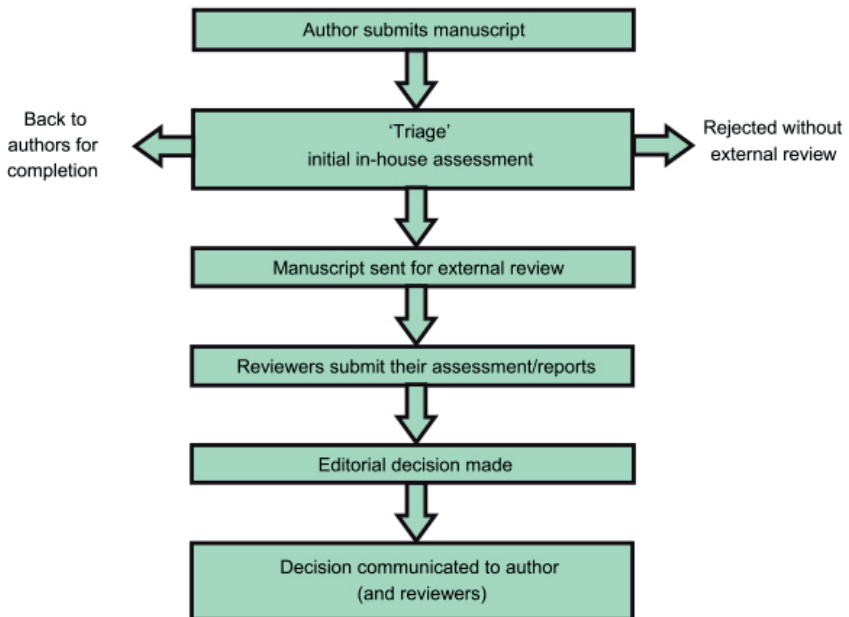 Author submits manuscript
Back to
authors for
completion
‘Triage’
initial in-house assessment
Rejected without
external review
Manuscript sent for external review
Reviewers submit their assessment/reports
Editorial decision made
Decision communicated to author
(and reviewers)